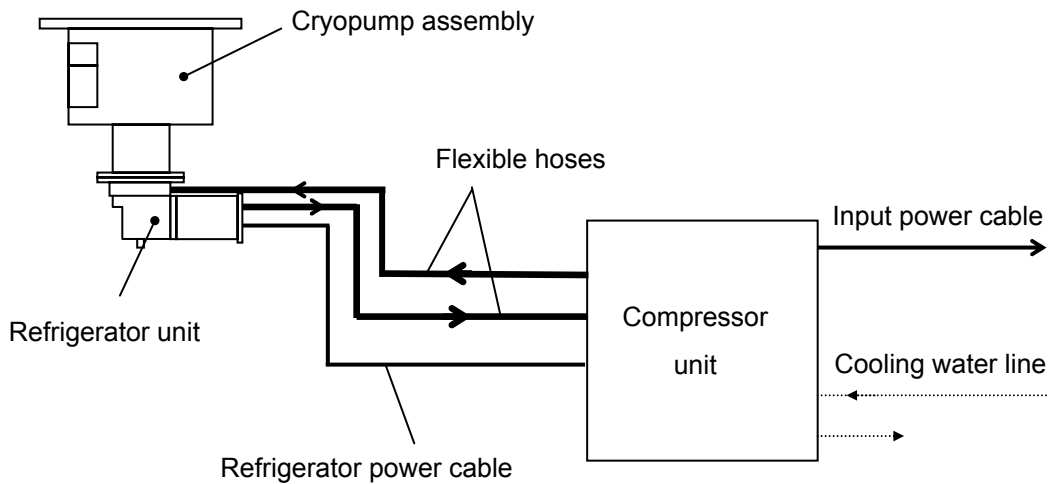 Cryopump assembly
Flexible hoses
Input power cable
Refrigerator unit
Compressor
unit
Cooling water line
Refrigerator power cable